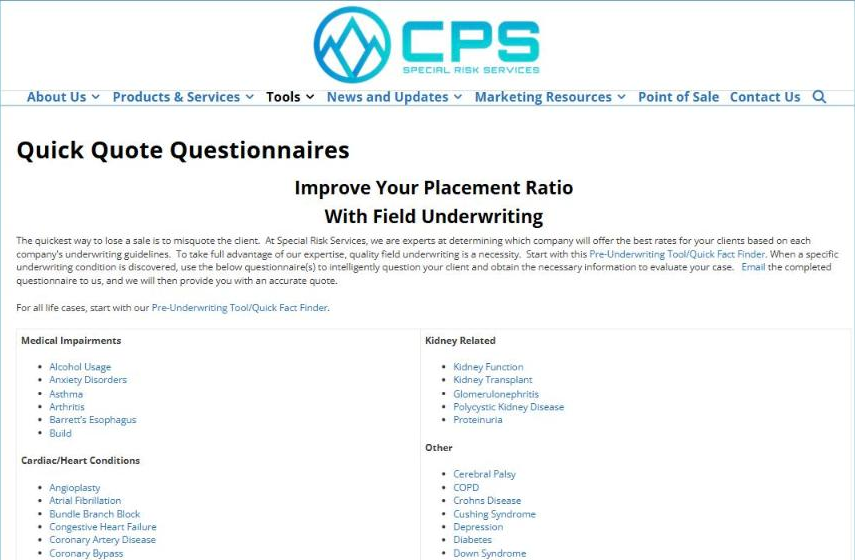 CPS
SPECIAL RISK SERVICES
About Us Products & Services Tools News and Updates Marketing Resources Point of Sale Contact Us
Quick Quote Questionnaires
Improve Your Placement Ratio
With Field Underwriting
The quickest way to lose a sale is to misquote the client. At Special Risk Services, we are experts at determining which company will offer the best rates for your clients based on each
company's underwriting guidelines. To take full advantage of our expertise, quality field underwriting is a necessity. Start with this Pre-Underwriting Tool/Quick Fact Finder. When a specific
underwriting condition is discovered, use the below questionnaire(s) to intelligently question your client and obtain the necessary information to evaluate your case. Email the completed
questionnaire to us, and we will then provide you with an accurate quote.
For all life cases, start with our Pre-Underwriting Tool/Quick Fact Finder.
Medical Impairments
Alcohol Usage
Anxiety Disorders
Asthma
Arthritis
Barrett's Esophagus
Build
Cardiac/Heart Conditions
Angioplasty
Atrial Fibrillation
Bundle Branch Block
Congestive Heart Failure
Coronary Artery Disease
Coronary Bypass
Kidney Related
Kidney Function
Kidney Transplant
Glomerulonephritis
Polycystic Kidney Disease
Proteinuria
Other
Cerebral Palsy
COPD
Crohns Disease
Cushing Syndrome
Depression
Diabetes
Down Syndrome